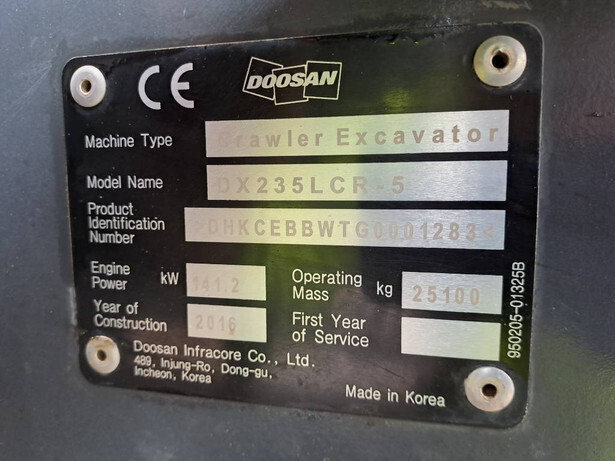 CE
DOOSAN
Machine Type Crawler Excavator
Model Name DX235LCR-5
Product Identification Number >DHKCEBBWTG0001283<
Engine Power kW 141.2 Operating Mass kg 25100
Year of Construction 2016 First Year of Service
Doosan Infracore Co., Ltd.
489, Injung-Ro, Dong-gu,
Incheon, Korea
Made in Korea
950205-01325B